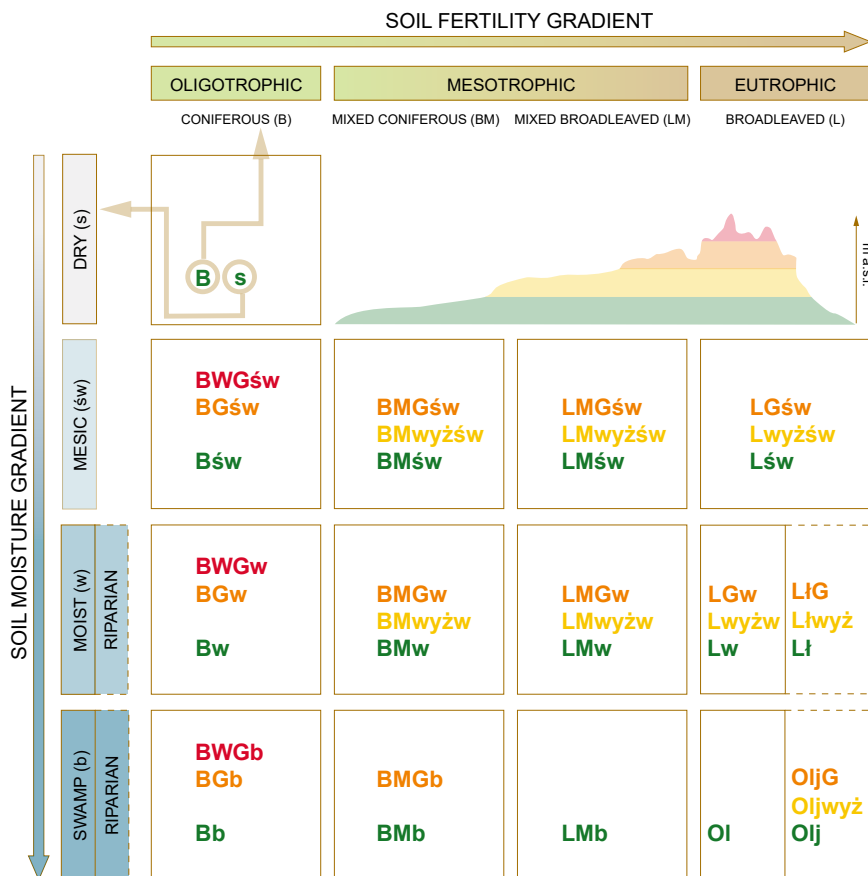 SOIL FERTILITY GRADIENT
OLIGOTROPHIC
MESOTROPHIC
EUTROPHIC
CONIFEROUS (B)
MIXED CONIFEROUS (BM)
MIXED BROADLEAVED (LM)
BROADLEAVED (L)
SOIL MOISTURE GRADIENT
DRY (s)
B
s
m a.s.l.
MESIC (św)
BWGśw
BGśw
Bśw
BMGśw
BMwyżśw
BMśw
LMGśw
LMwyżśw
LMśw
LGśw
Lwyżśw
Lśw
MOIST (w)
RIPARIAN
BWGw
BGw
Bw
BMGw
BMwyżw
BMw
LMGw
LMwyżw
LMw
LGw
Lwyżw
Lw
LłG
Lłwyż
Lł
SWAMP (b)
RIPARIAN
BWGb
BGb
Bb
BMGb
BMb
LMb
Ol
OljG
Oljwyż
Olj